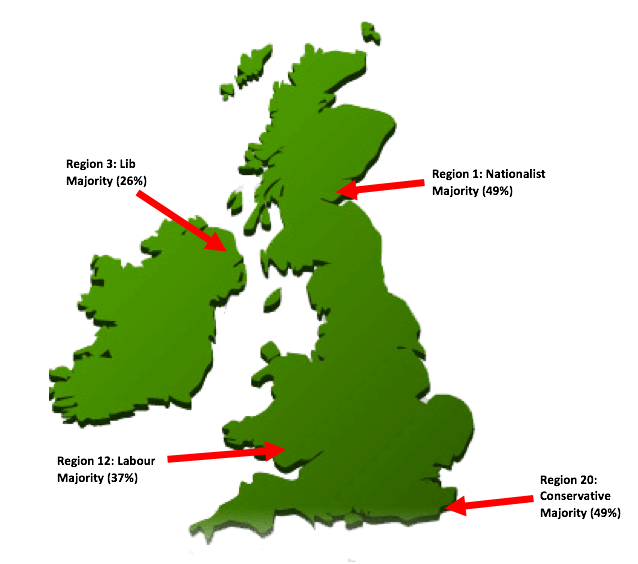 Region 3: Lib
Majority (26%)
Region 1: Nationalist
Majority (49%)
Region 12: Labour
Majority (37%)
Region 20:
Conservative
Majority (49%)